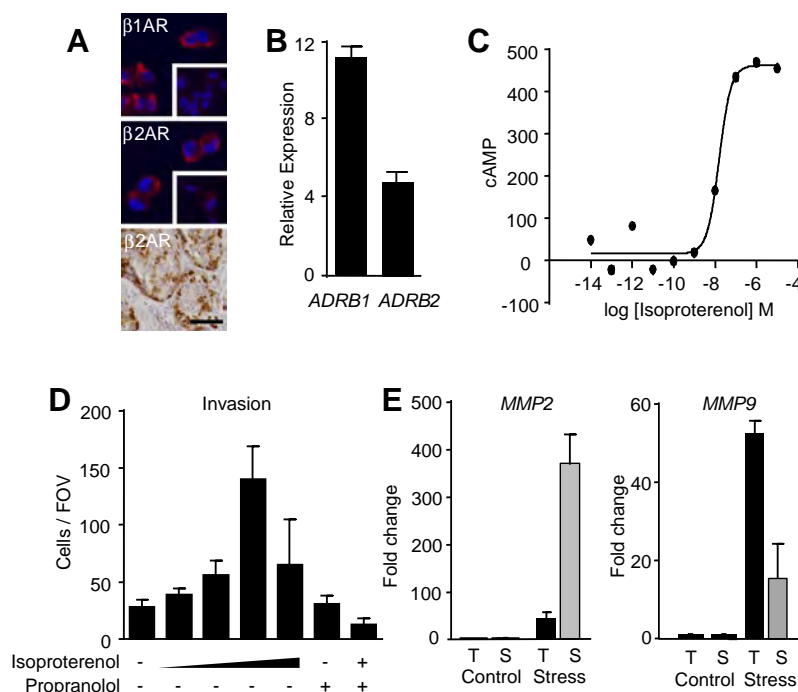 A
β1AR
β2AR
β2AR
B
Relative Expression
12
8
4
0
ADRB1 ADRB2
C
cAMP
500
400
300
200
100
0
-100
-14 -12 -10 -8 -6 -4
log [Isoproterenol] M
D
Invasion
Cells / FOV
200
150
100
50
0
Isoproterenol - - +
Propranolol - - - - - + +
E
MMP2
Fold change
500
400
300
200
100
0
T S T S
Control Stress
MMP9
Fold change
60
40
20
0
T S T S
Control Stress